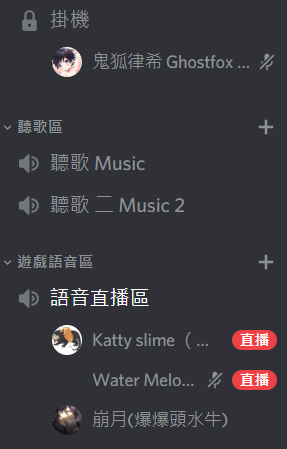 掛機
鬼狐律希 Ghostfox ...
聽歌區
聽歌 Music
聽歌 二 Music 2
遊戲語音區
語音直播區
Katty slime（ ... 直播
Water Melo... 直播
崩月(爆爆頭水牛)